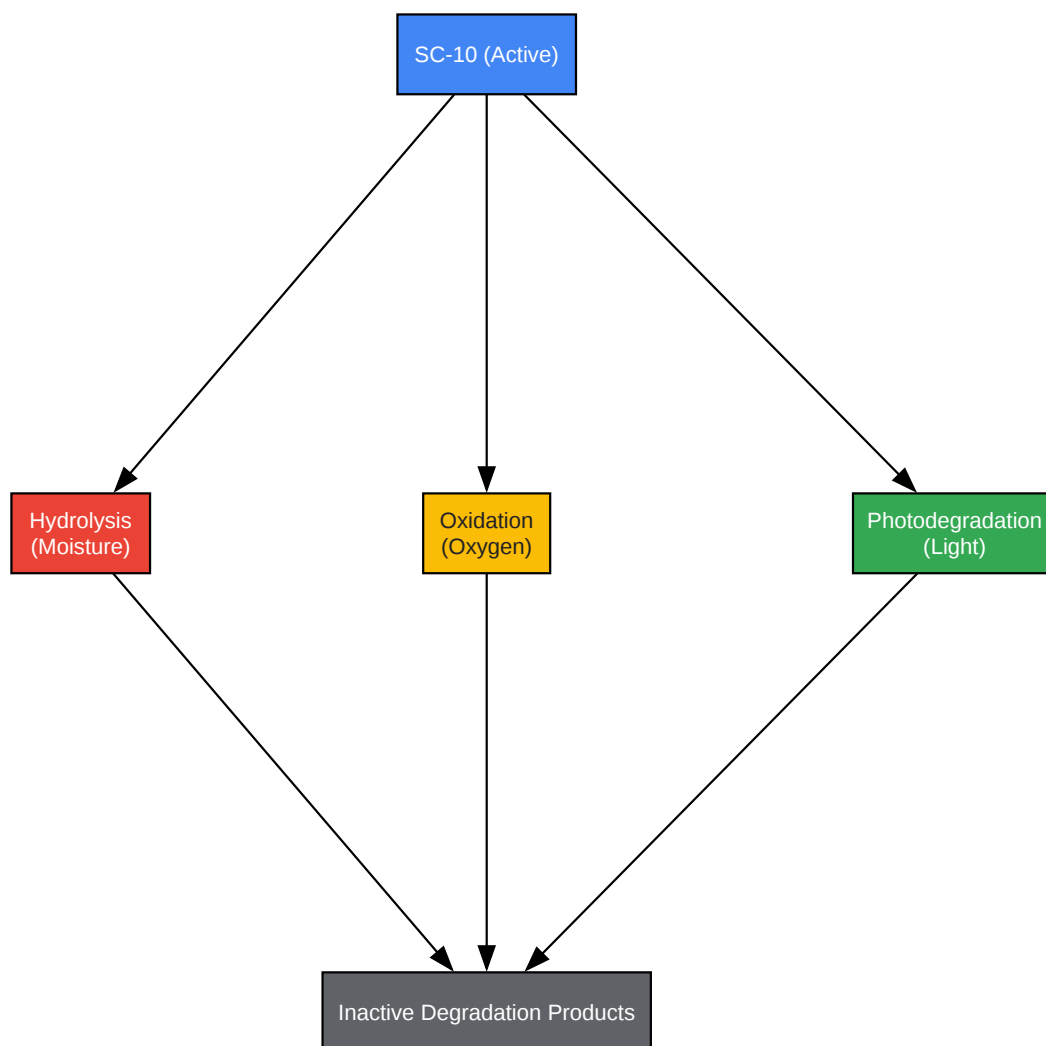 SC-10 (Active)
Hydrolysis
(Moisture)
Oxidation
(Oxygen)
Photodegradation
(Light)
Inactive Degradation Products